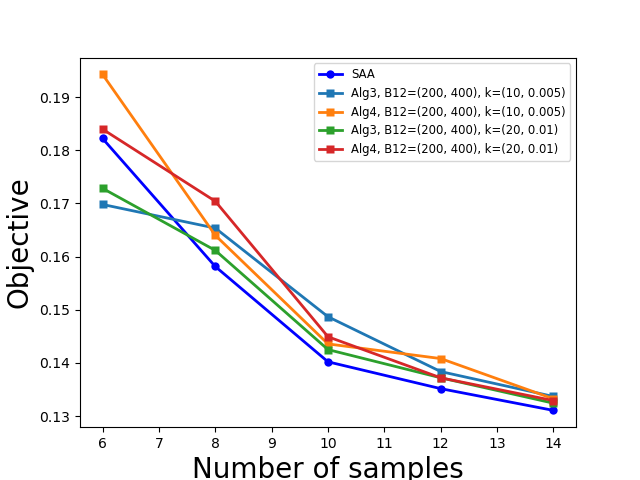 SAA
Alg3, B12=(200, 400), k=(10, 0.005)
Alg4, B12=(200, 400), k=(10, 0.005)
Alg3, B12=(200, 400), k=(20, 0.01)
Alg4, B12=(200, 400), k=(20, 0.01)
Objective
0.19
0.18
0.17
0.16
0.15
0.14
0.13
6 7 8 9 10 11 12 13 14
Number of samples